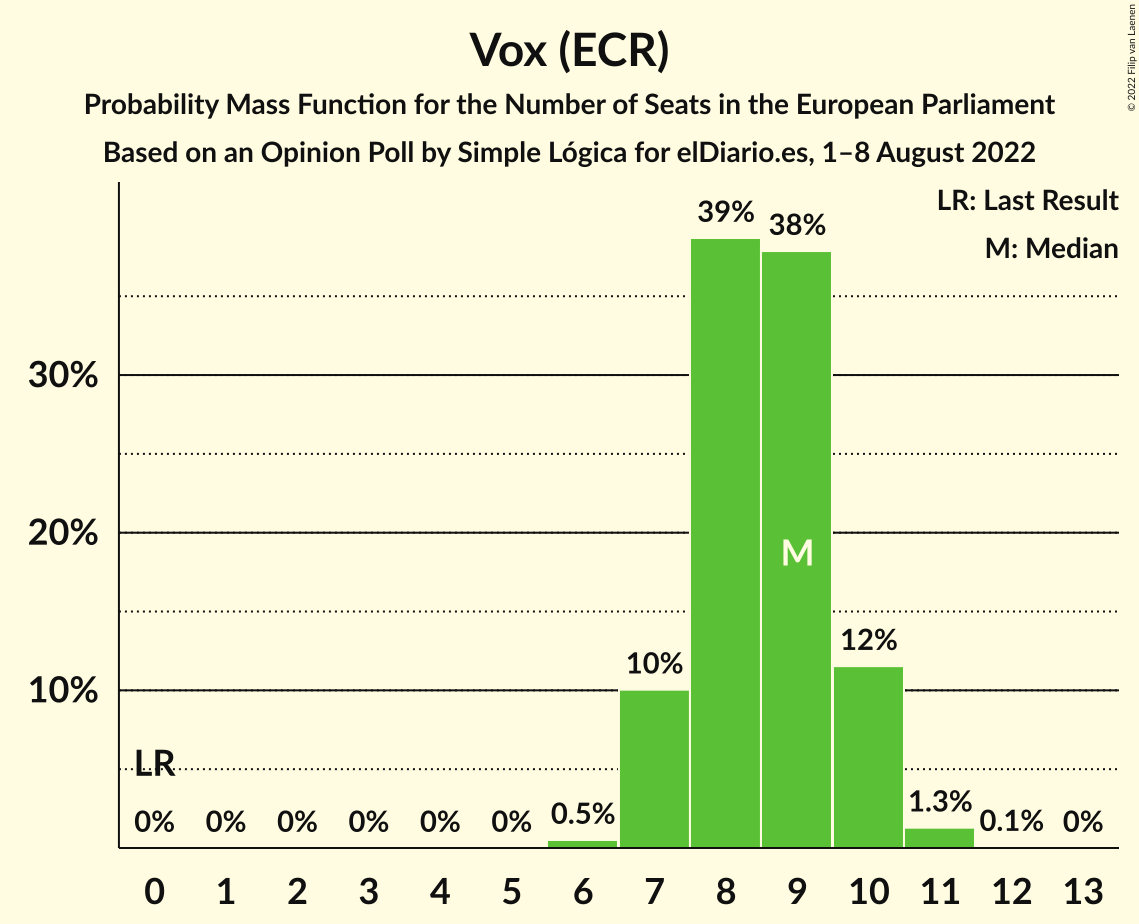 Vox (ECR)
Probability Mass Function for the Number of Seats in the European Parliament
Based on an Opinion Poll by Simple Lógica for elDiario.es, 1–8 August 2022
© 2022 Filip van Laenen
LR: Last Result
M: Median
39%
38%
30%
20%
M
12%
10%
10%
LR
0% 0% 0% 0% 0% 0% 0.5% 1.3% 0.1% 0%
0 1 2 3 4 5 6 7 8 9 10 11 12 13